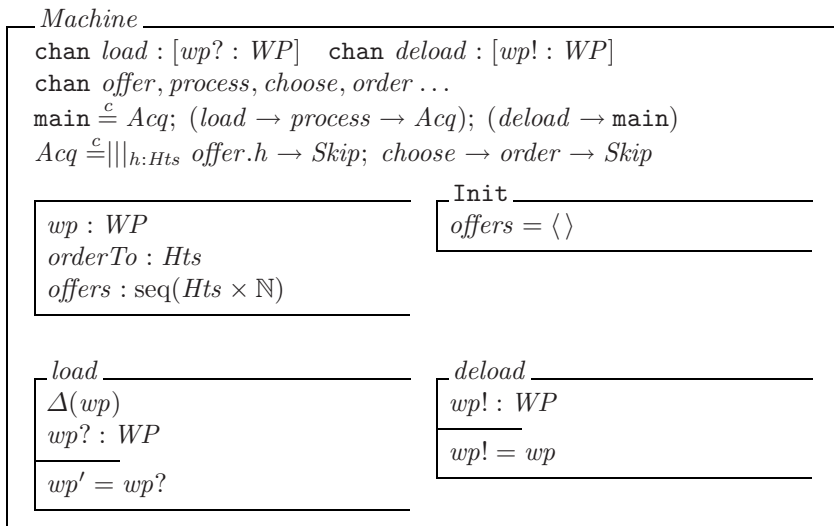 Machine
chan load : [wp? : WP] chan deload : [wp! : WP]
chan offer, process, choose, order …
main ≙ᶜ Acq; (load → process → Acq); (deload → main)
Acq ≙ᶜ |||h:Hts offer.h → Skip; choose → order → Skip
wp : WP
orderTo : Hts
offers : seq(Hts × ℕ)
Init
offers = ⟨ ⟩
load
Δ(wp)
wp? : WP
wp′ = wp?
deload
wp! : WP
wp! = wp